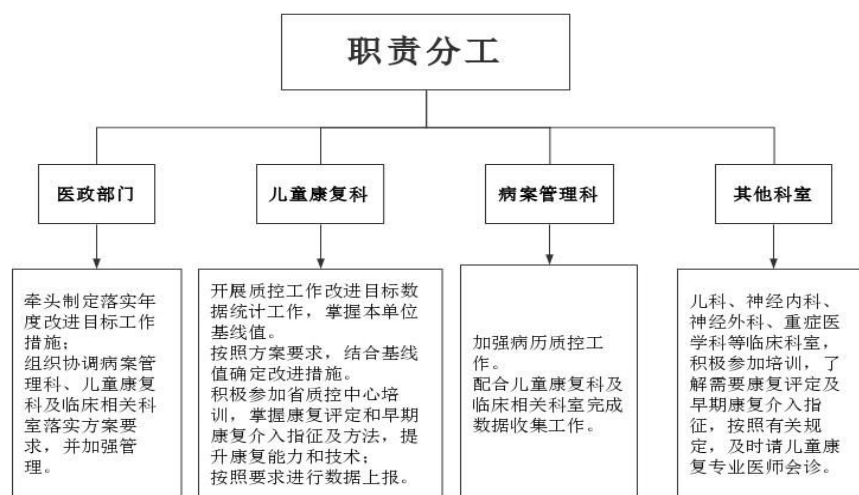 职责分工
医政部门
儿童康复科
病案管理科
其他科室
牵头制定落实年
度改进目标工作
措施；
组织协调病案管
理科、儿童康复
科及临床相关科
室落实方案要
求，并加强管
理。
开展质控工作改进目标数
据统计工作，掌握本单位
基线值。
按照方案要求，结合基线
值确定改进措施。
积极参加省质控中心培
训，掌握康复评定和早期
康复介入指征及方法，提
升康复能力和技术；
按照要求进行数据上报。
加强病历质控工
作。
配合儿童康复科及
临床相关科室完成
数据收集工作。
儿科、神经内科、
神经外科、重症医
学科等临床科室，
积极参加培训，了
解需要康复评定及
早期康复介入指
征，按照有关规
定，及时请儿童康
复专业医师会诊。